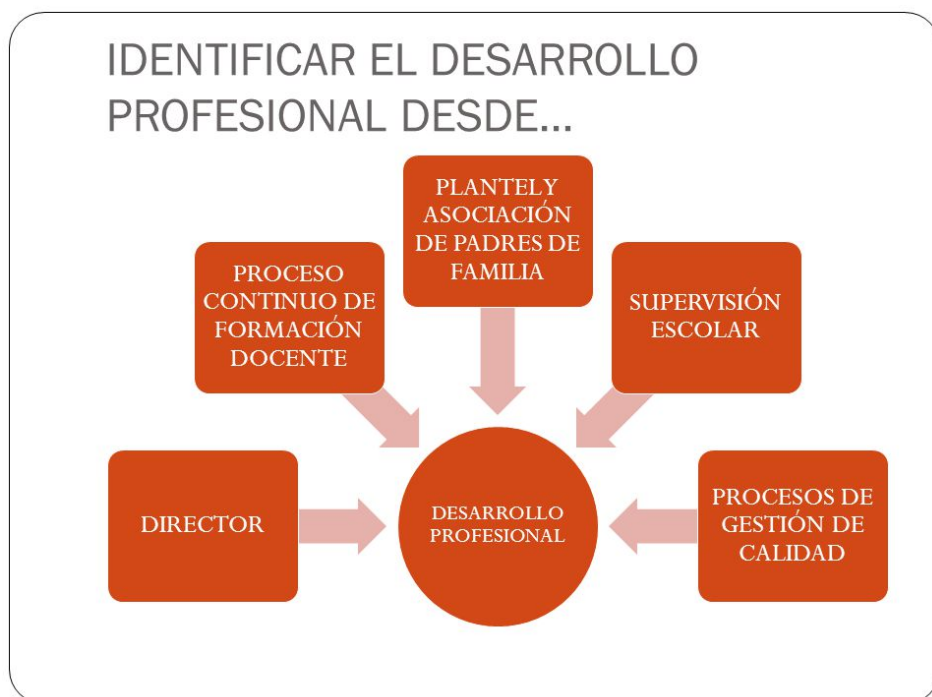 IDENTIFICAR EL DESARROLLO
PROFESIONAL DESDE...
PLANTEL Y
ASOCIACIÓN
DE PADRES DE
FAMILIA
PROCESO
CONTINUO DE
FORMACIÓN
DOCENTE
SUPERVISIÓN
ESCOLAR
DIRECTOR
DESARROLLO
PROFESIONAL
PROCESOS DE
GESTIÓN DE
CALIDAD